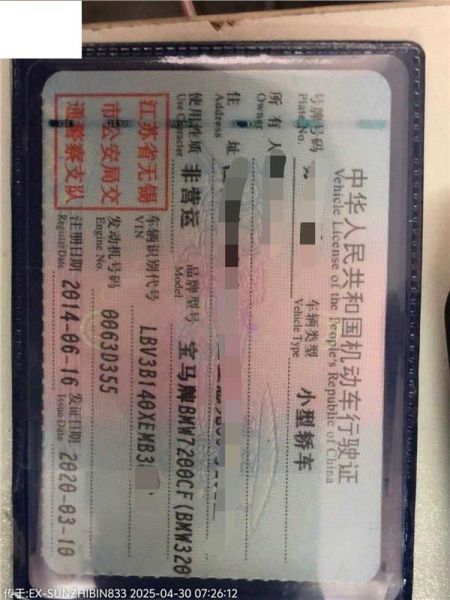 中华人民共和国机动车行驶证
Vehicle License of the People's Republic of China
号牌号码
Plate No.
车辆类型 小型轿车
Vehicle Type
所有人
Owner
住址
Address
使用性质 非营运
Use Character
品牌型号 宝马牌BMW7200CF(BMW320
Model
江苏省无锡
市公安局交
通警察支队
车辆识别代号 LBV3B140XEMB3
VIN
发动机号码 0063D355
Engine No.
注册日期 2014-06-16
Register Date
发证日期 2020-03-10
Issue Date
传于:EX-SUNZHIBIN833 2025-04-30 07:26:12